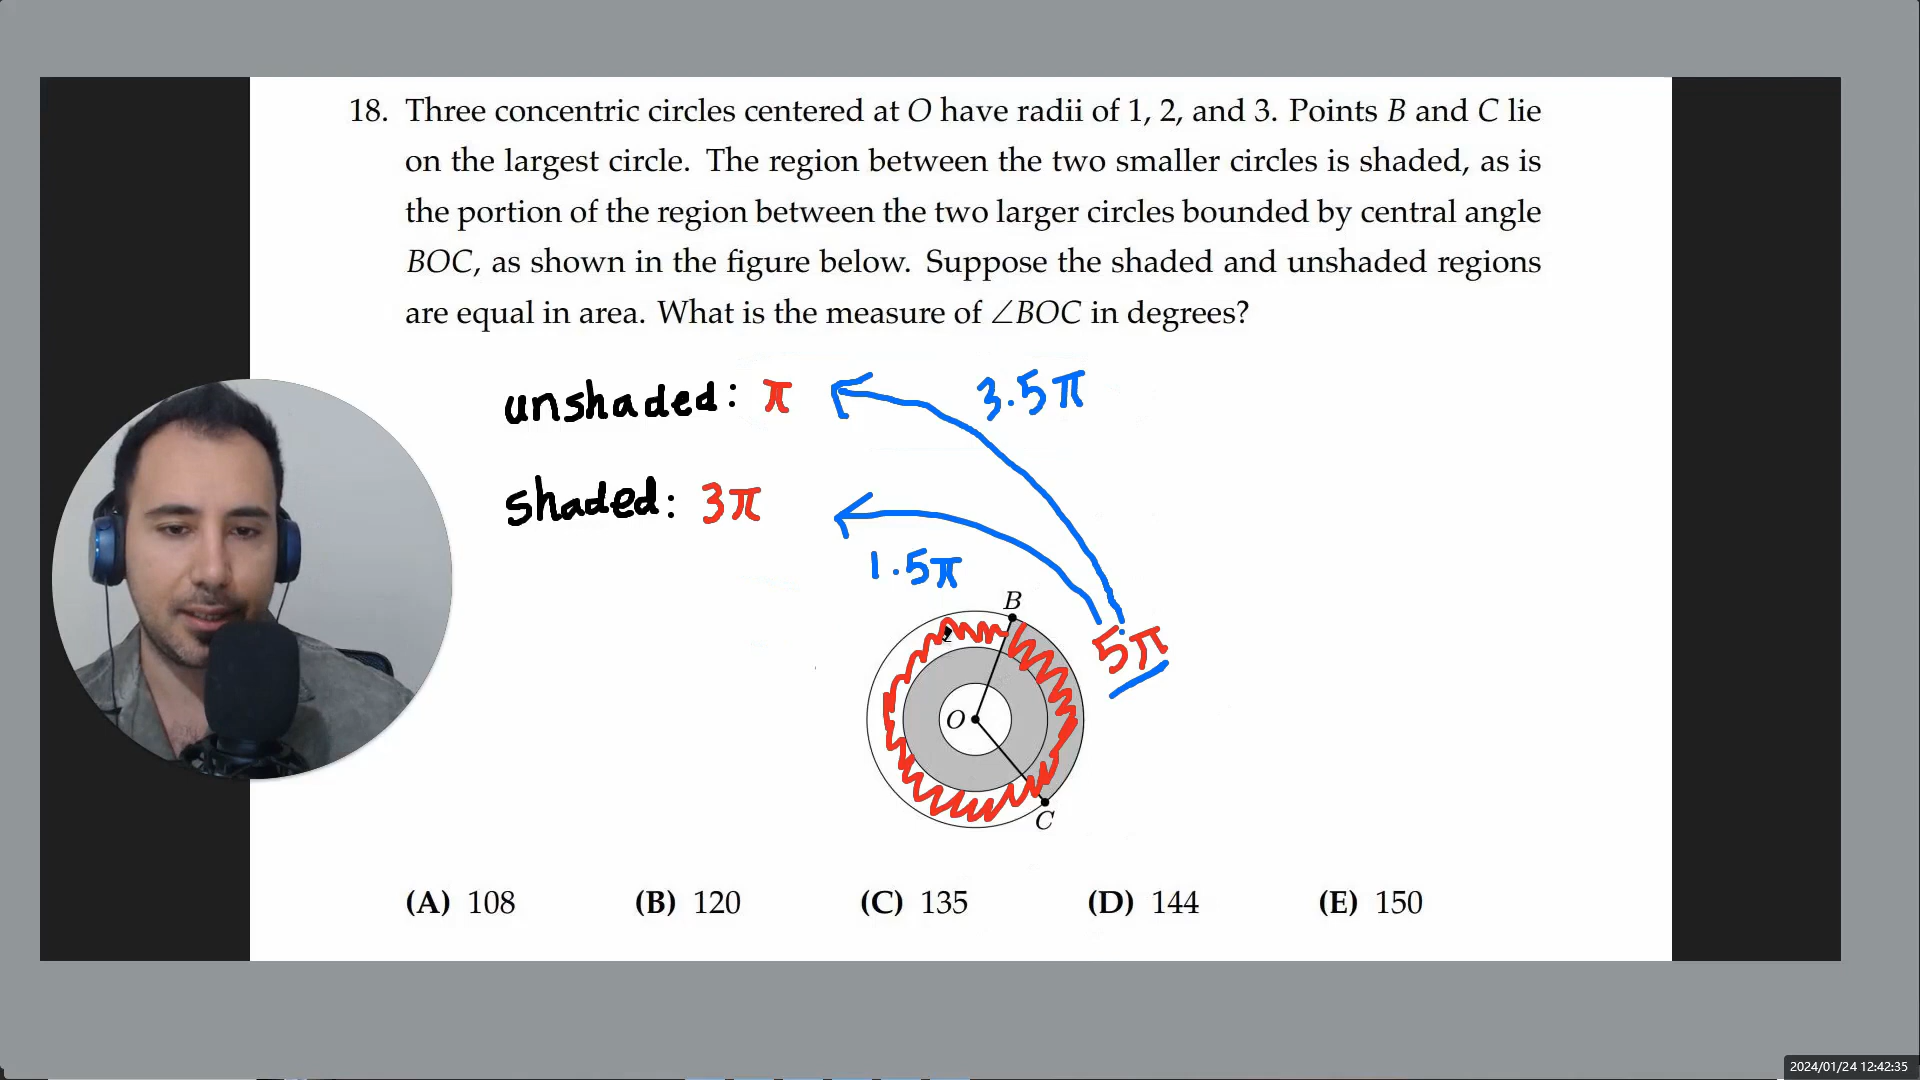 18. Three concentric circles centered at O have radii of 1, 2, and 3. Points B and C lie
on the largest circle. The region between the two smaller circles is shaded, as is
the portion of the region between the two larger circles bounded by central angle
BOC, as shown in the figure below. Suppose the shaded and unshaded regions
are equal in area. What is the measure of ∠BOC in degrees?
unshaded: π
3.5π
shaded: 3π
1.5π
B
5π
O
C
(A) 108 (B) 120 (C) 135 (D) 144 (E) 150
2024/01/24 12:42:35